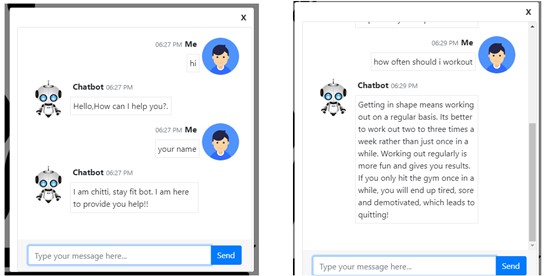 X
06:27 PM Me
hi
Chatbot 06:27 PM
Hello,How can I help you?.
06:27 PM Me
your name
Chatbot 06:27 PM
I am chitti, stay fit bot. I am here
to provide you help!!
Type your message here...
Send
X
06:29 PM Me
how often should i workout
Chatbot 06:29 PM
Getting in shape means working
out on a regular basis. Its better
to work out two to three times a
week rather than just once in a
while. Working out regularly is
more fun and gives you results.
If you only hit the gym once in a
while, you will end up tired, sore
and demotivated, which leads to
quitting!
Type your message here...
Send